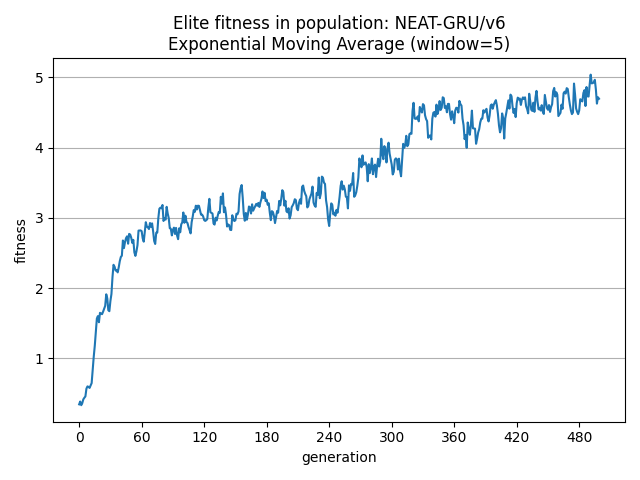 Elite fitness in population: NEAT-GRU/v6
Exponential Moving Average (window=5)
fitness
5
4
3
2
1
0 60 120 180 240 300 360 420 480
generation